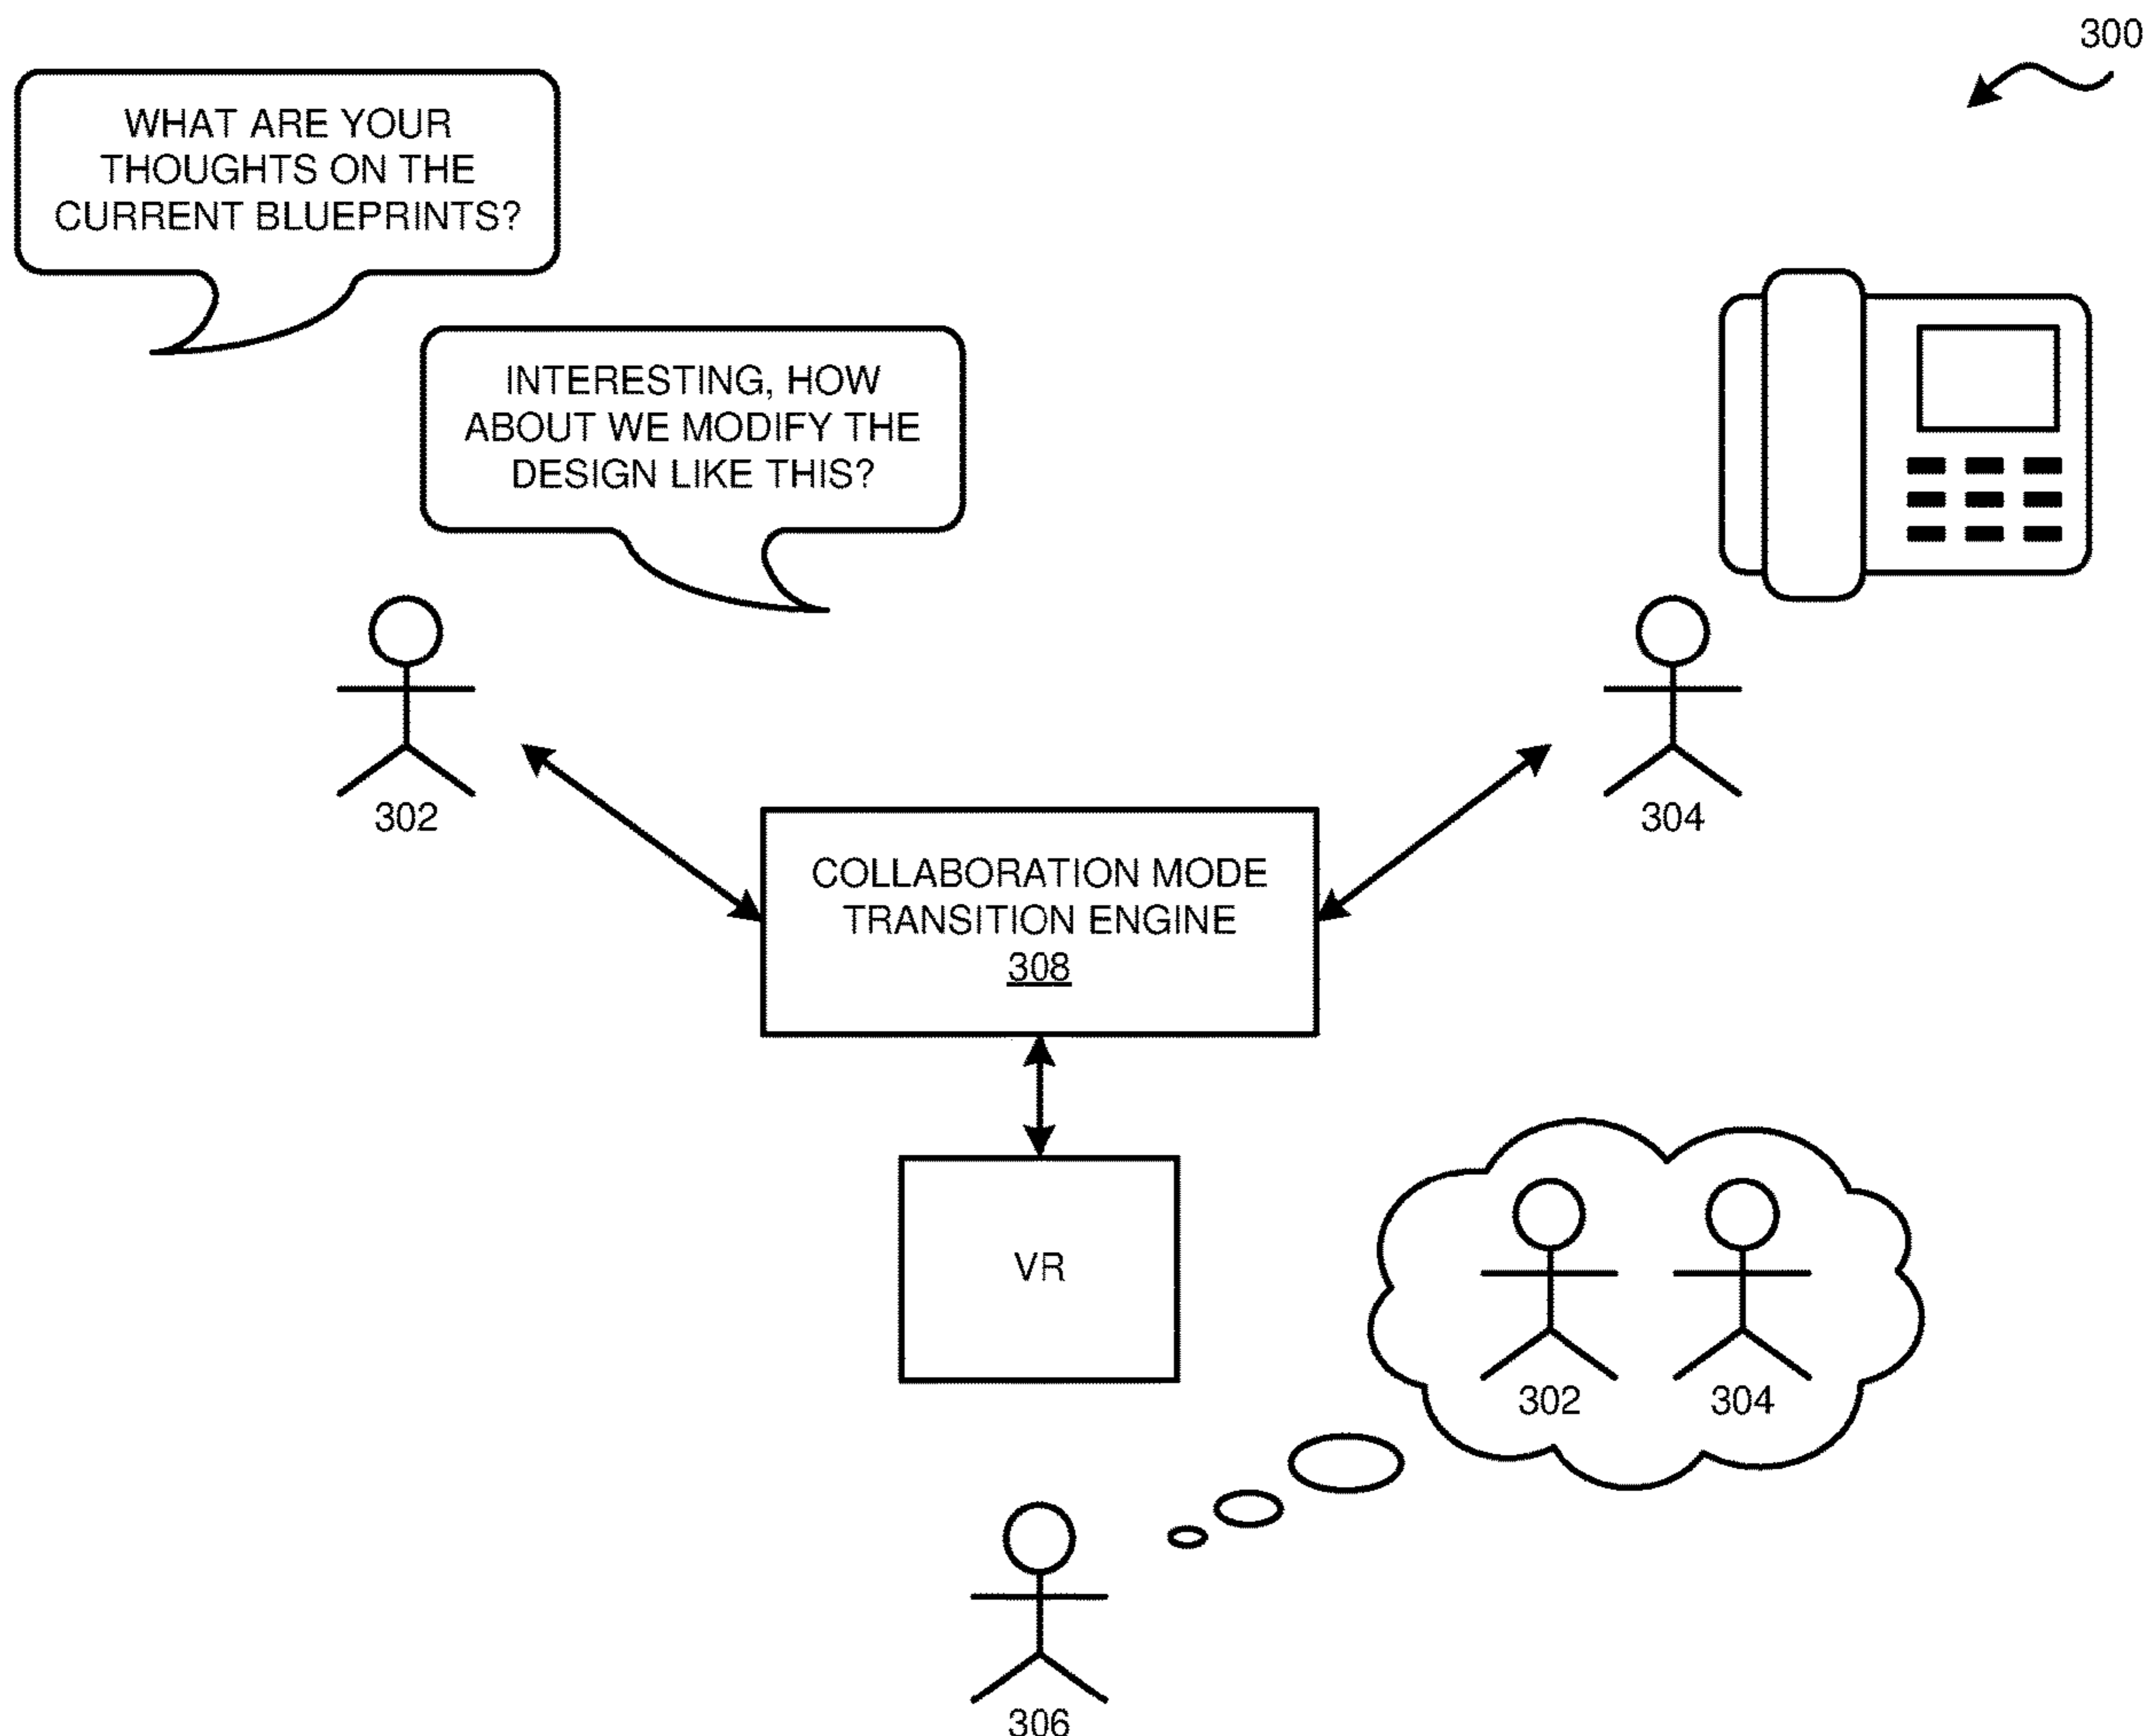 300
WHAT ARE YOUR
THOUGHTS ON THE
CURRENT BLUEPRINTS?
INTERESTING, HOW
ABOUT WE MODIFY THE
DESIGN LIKE THIS?
302
304
COLLABORATION MODE
TRANSITION ENGINE
308
VR
302
304
306